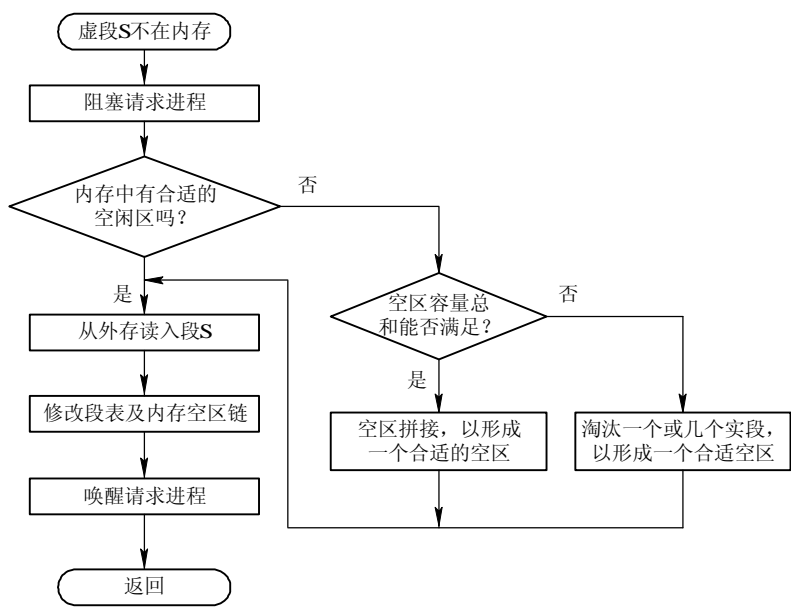 虚段S不在内存
阻塞请求进程
内存中有合适的
空闲区吗?
否
是
空区容量总
和能否满足?
否
是
从外存读入段S
修改段表及内存空区链
空区拼接,以形成
一个合适的空区
淘汰一个或几个实段,
以形成一个合适空区
唤醒请求进程
返回